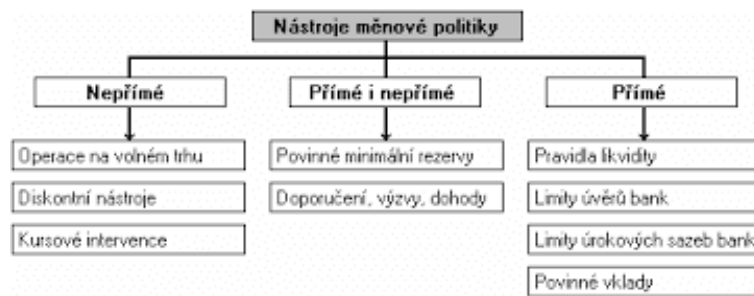 Nástroje měnové politiky
Nepřímé
Přímé i nepřímé
Přímé
Operace na volném trhu
Diskontní nástroje
Kursové intervence
Povinné minimální rezervy
Doporučení, výzvy, dohody
Pravidla likvidity
Limity úvěrů bank
Limity úrokových sazeb bank
Povinné vklady